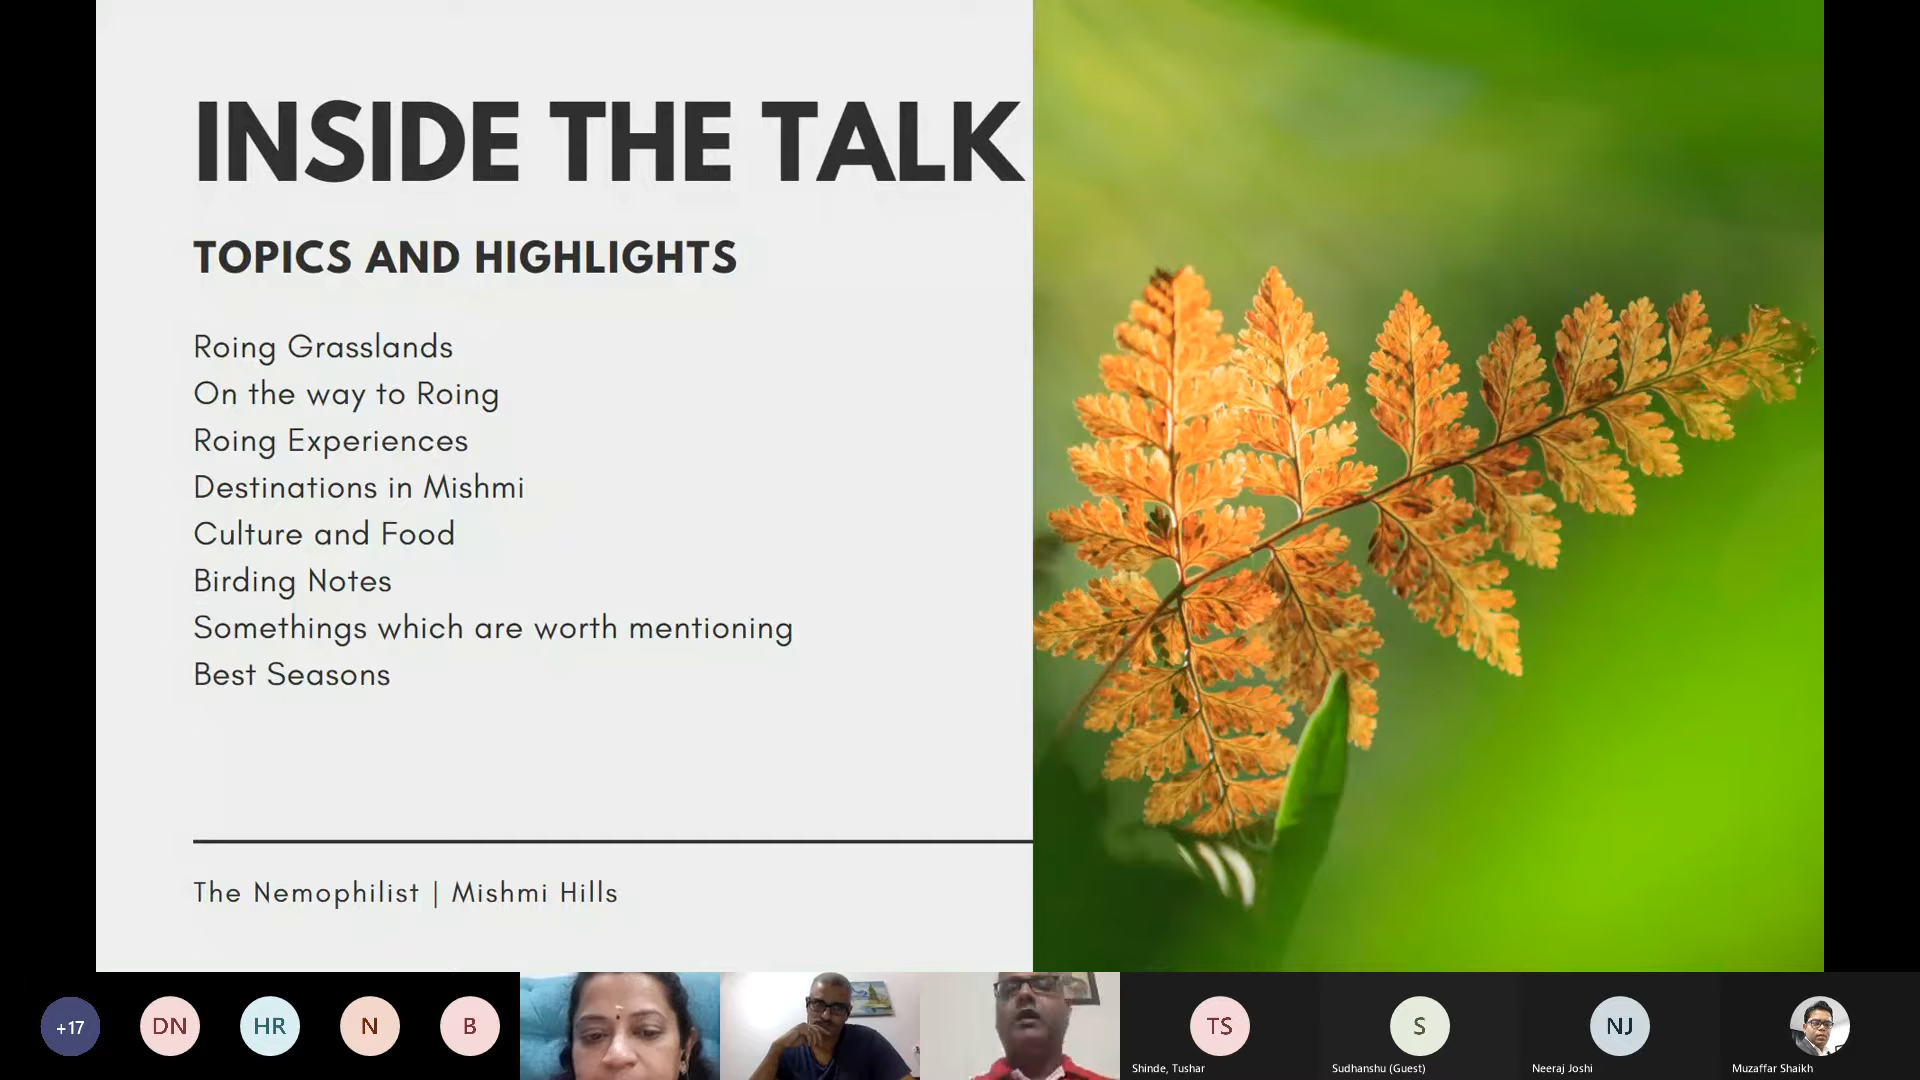 INSIDE THE TALK
TOPICS AND HIGHLIGHTS
Roing Grasslands
On the way to Roing
Roing Experiences
Destinations in Mishmi
Culture and Food
Birding Notes
Somethings which are worth mentioning
Best Seasons
The Nemophilist | Mishmi Hills
+17
DN
HR
N
B
TS
S
NJ
Shinde, Tushar
Sudhanshu (Guest)
Neeraj Joshi
Muzaffar Shaikh